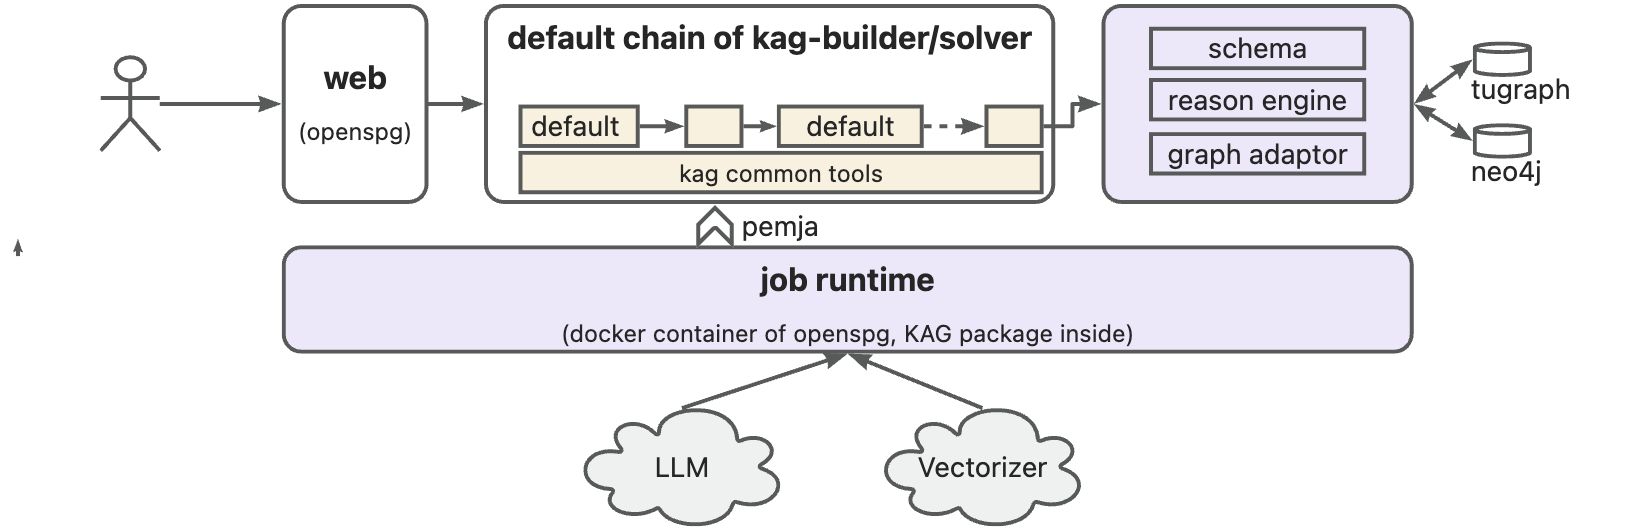 web
(openspg)
default chain of kag-builder/solver
default
default
kag common tools
schema
reason engine
graph adaptor
tugraph
neo4j
pemja
job runtime
(docker container of openspg, KAG package inside)
LLM
Vectorizer